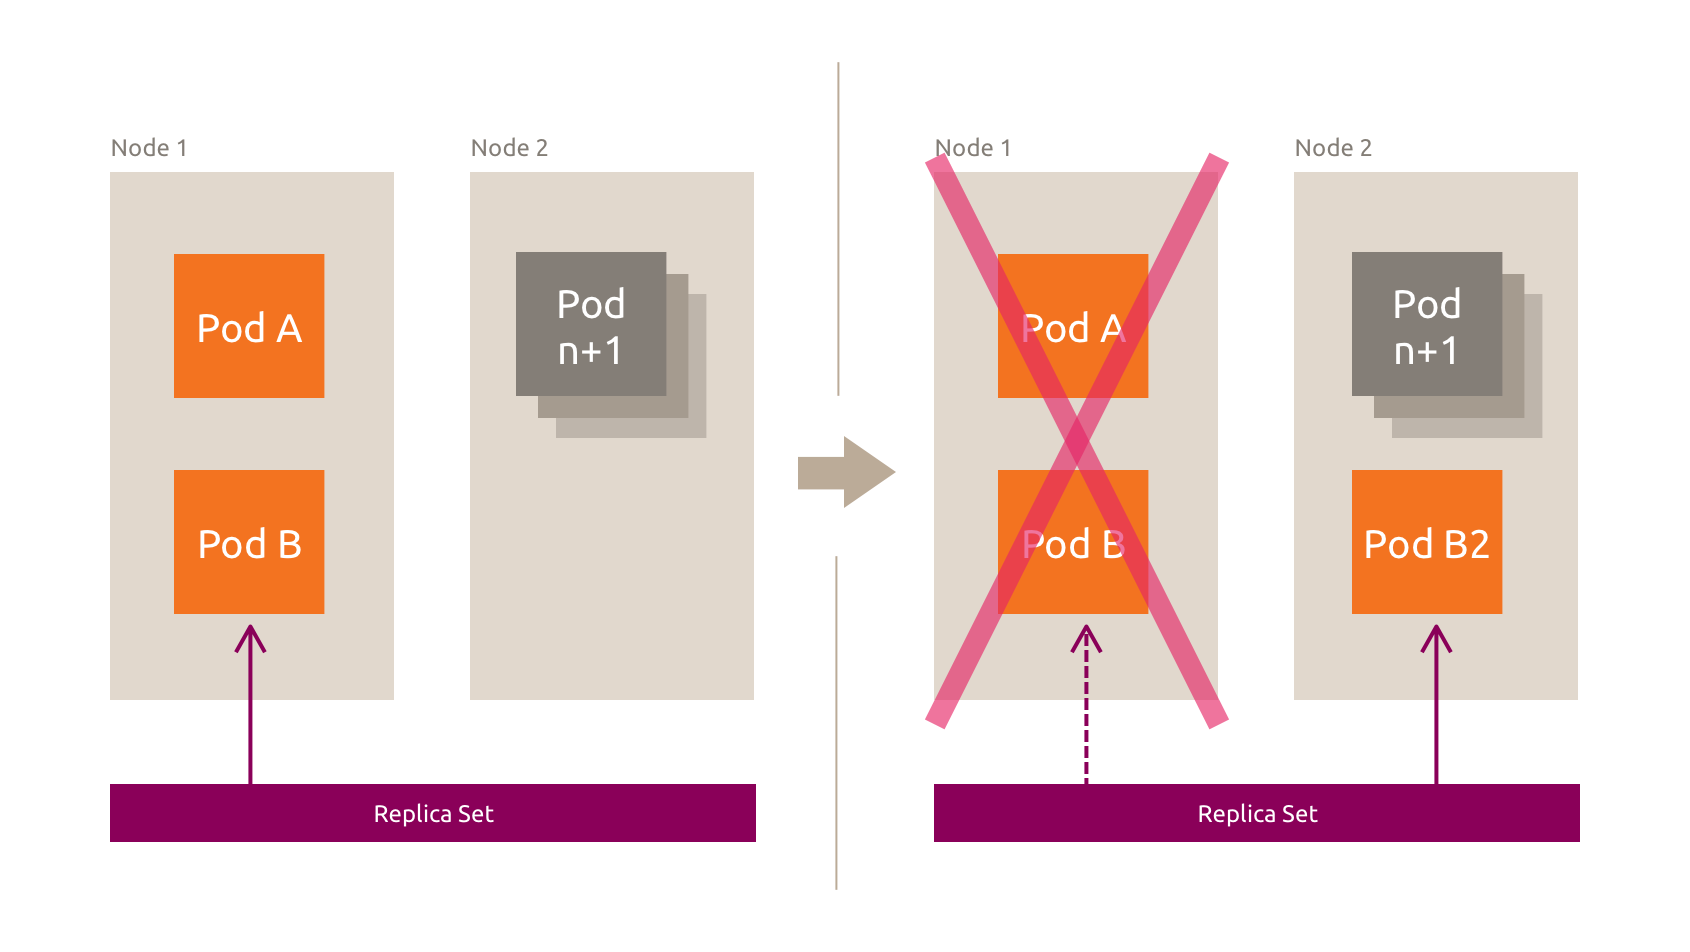 Node 1
Node 2
Pod A
Pod
n+1
Pod B
Replica Set
Node 1
Node 2
Pod A
Pod
n+1
Pod B
Pod B2
Replica Set